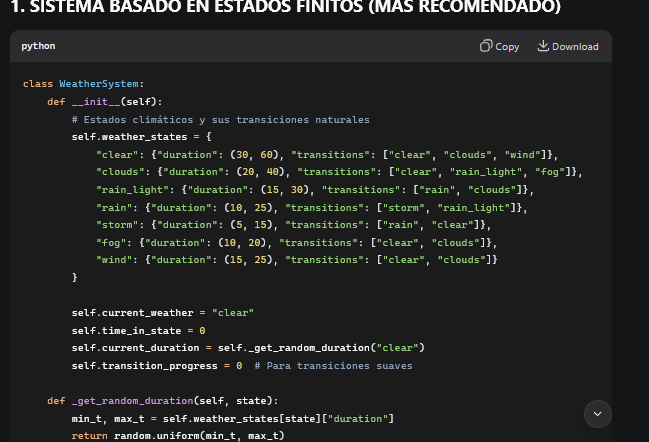 1. SISTEMA BASADO EN ESTADOS FINITOS (MÁS RECOMENDADO)
python
Copy
Download
class WeatherSystem:
    def __init__(self):
        # Estados climáticos y sus transiciones naturales
        self.weather_states = {
            "clear": {"duration": (30, 60), "transitions": ["clear", "clouds", "wind"]},
            "clouds": {"duration": (20, 40), "transitions": ["clear", "rain_light", "fog"]},
            "rain_light": {"duration": (15, 30), "transitions": ["rain", "clouds"]},
            "rain": {"duration": (10, 25), "transitions": ["storm", "rain_light"]},
            "storm": {"duration": (5, 15), "transitions": ["rain", "clear"]},
            "fog": {"duration": (10, 20), "transitions": ["clear", "clouds"]},
            "wind": {"duration": (15, 25), "transitions": ["clear", "clouds"]}
        }
        self.current_weather = "clear"
        self.time_in_state = 0
        self.current_duration = self._get_random_duration("clear")
        self.transition_progress = 0  # Para transiciones suaves
    def _get_random_duration(self, state):
        min_t, max_t = self.weather_states[state]["duration"]
        return random.uniform(min_t, max_t)